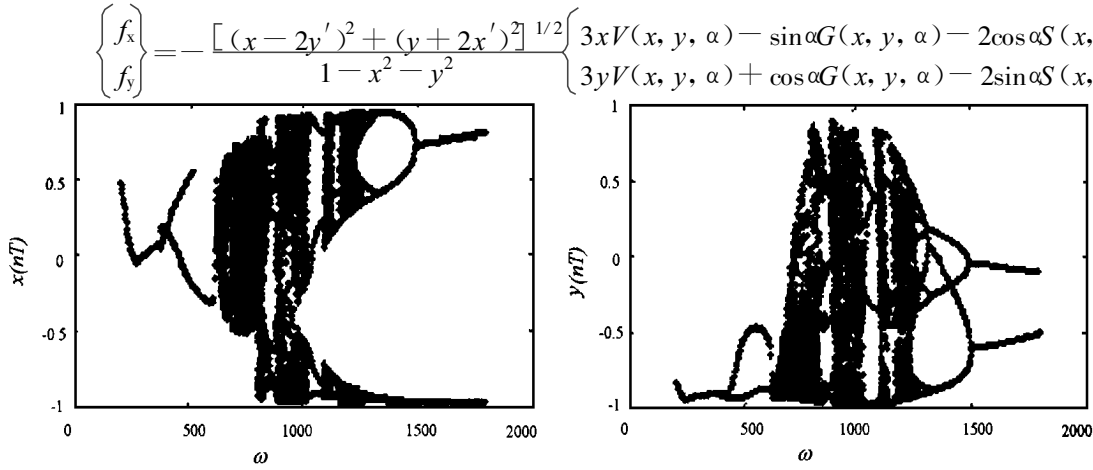 {f_x} = − [(x − 2y′)² + (y + 2x′)²]^{1/2} {3xV(x, y, α) − sinαG(x, y, α) − 2cosαS(x,
{f_y} 1 − x² − y² {3yV(x, y, α) + cosαG(x, y, α) − 2sinαS(x,
1
0.5
0
-0.5
-1
x(nT)
0 500 1000 1500 2000
ω
1
0.5
0
-0.5
-1
y(nT)
0 500 1000 1500 2000
ω